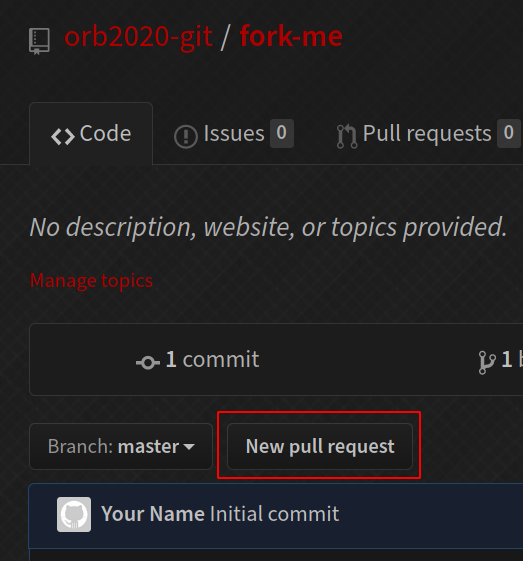 orb2020-git / fork-me
Code Issues 0 Pull requests 0
No description, website, or topics provided.
Manage topics
1 commit 1
Branch: master New pull request
Your Name Initial commit